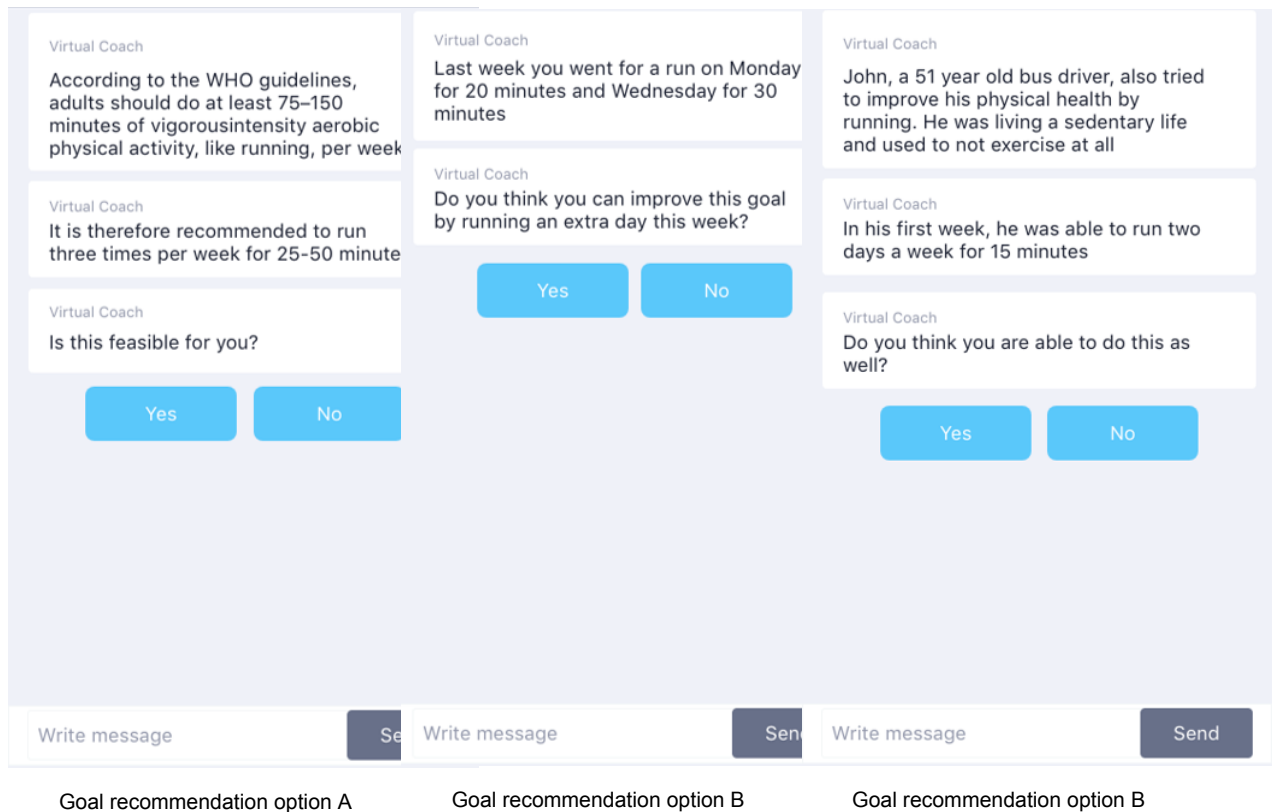 Virtual Coach
According to the WHO guidelines,
adults should do at least 75–150
minutes of vigorousintensity aerobic
physical activity, like running, per week
Virtual Coach
It is therefore recommended to run
three times per week for 25-50 minute
Virtual Coach
Is this feasible for you?
Yes No
Write message Se
Goal recommendation option A
Virtual Coach
Last week you went for a run on Monday
for 20 minutes and Wednesday for 30
minutes
Virtual Coach
Do you think you can improve this goal
by running an extra day this week?
Yes No
Write message Sen
Goal recommendation option B
Virtual Coach
John, a 51 year old bus driver, also tried
to improve his physical health by
running. He was living a sedentary life
and used to not exercise at all
Virtual Coach
In his first week, he was able to run two
days a week for 15 minutes
Virtual Coach
Do you think you are able to do this as
well?
Yes No
Write message Send
Goal recommendation option B